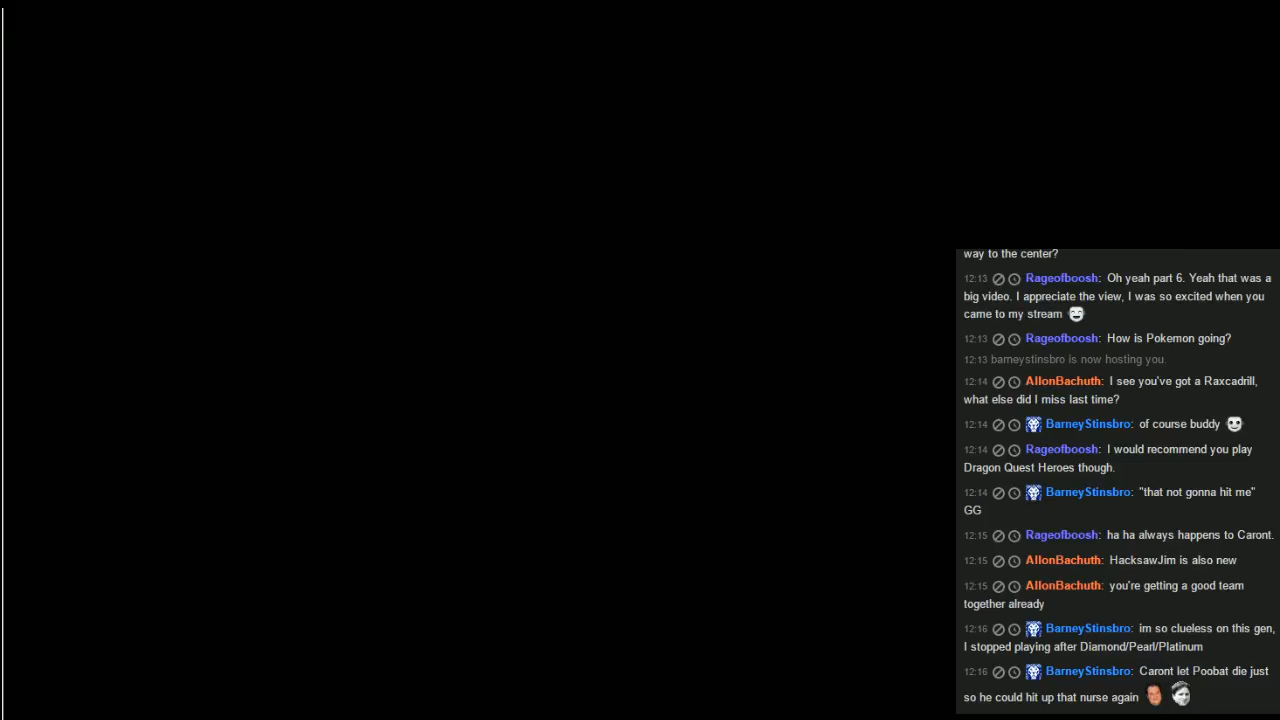 way to the center?
12:13 Rageofboosh: Oh yeah part 6. Yeah that was a
big video. I appreciate the view, I was so excited when you
came to my stream
12:13 Rageofboosh: How is Pokemon going?
12:13 barneystinsbro is now hosting you.
12:14 AllonBachuth: I see you've got a Raxcadrill,
what else did I miss last time?
12:14 BarneyStinsbro: of course buddy
12:14 Rageofboosh: I would recommend you play
Dragon Quest Heroes though.
12:14 BarneyStinsbro: "that not gonna hit me"
GG
12:15 Rageofboosh: ha ha always happens to Caront.
12:15 AllonBachuth: HacksawJim is also new
12:15 AllonBachuth: you're getting a good team
together already
12:16 BarneyStinsbro: im so clueless on this gen,
I stopped playing after Diamond/Pearl/Platinum
12:16 BarneyStinsbro: Caront let Poobat die just
so he could hit up that nurse again